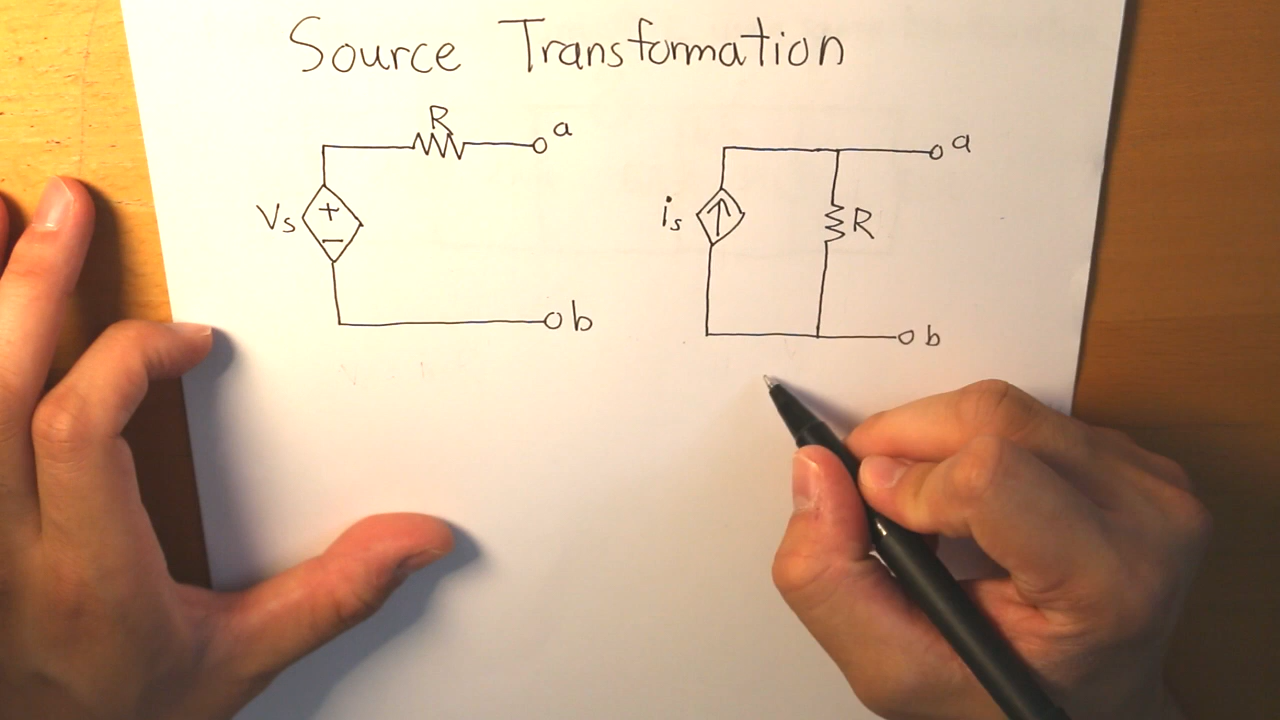 Source Transformation
R
a
Vs
+
−
b
a
is
R
b